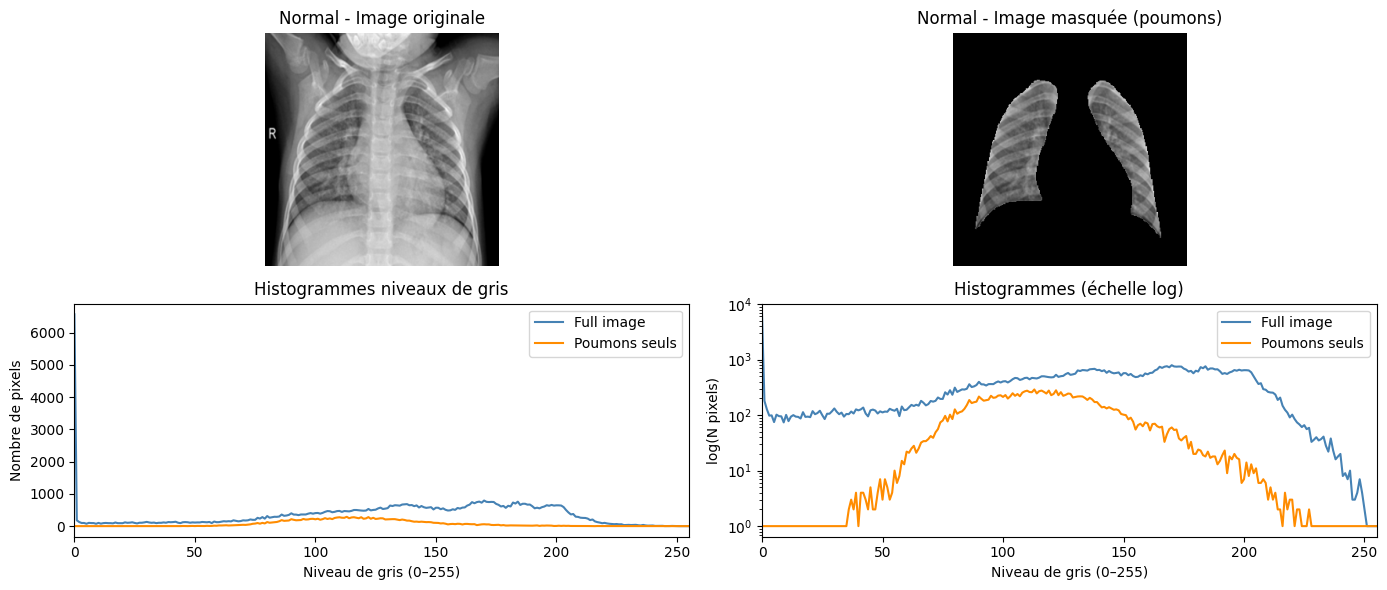 Normal - Image originale
R
Normal - Image masquée (poumons)
Histogrammes niveaux de gris
Nombre de pixels
6000
5000
4000
3000
2000
1000
0
Full image
Poumons seuls
0 50 100 150 200 250
Niveau de gris (0–255)
Histogrammes (échelle log)
log(N pixels)
10⁴
10³
10²
10¹
10⁰
Full image
Poumons seuls
0 50 100 150 200 250
Niveau de gris (0–255)